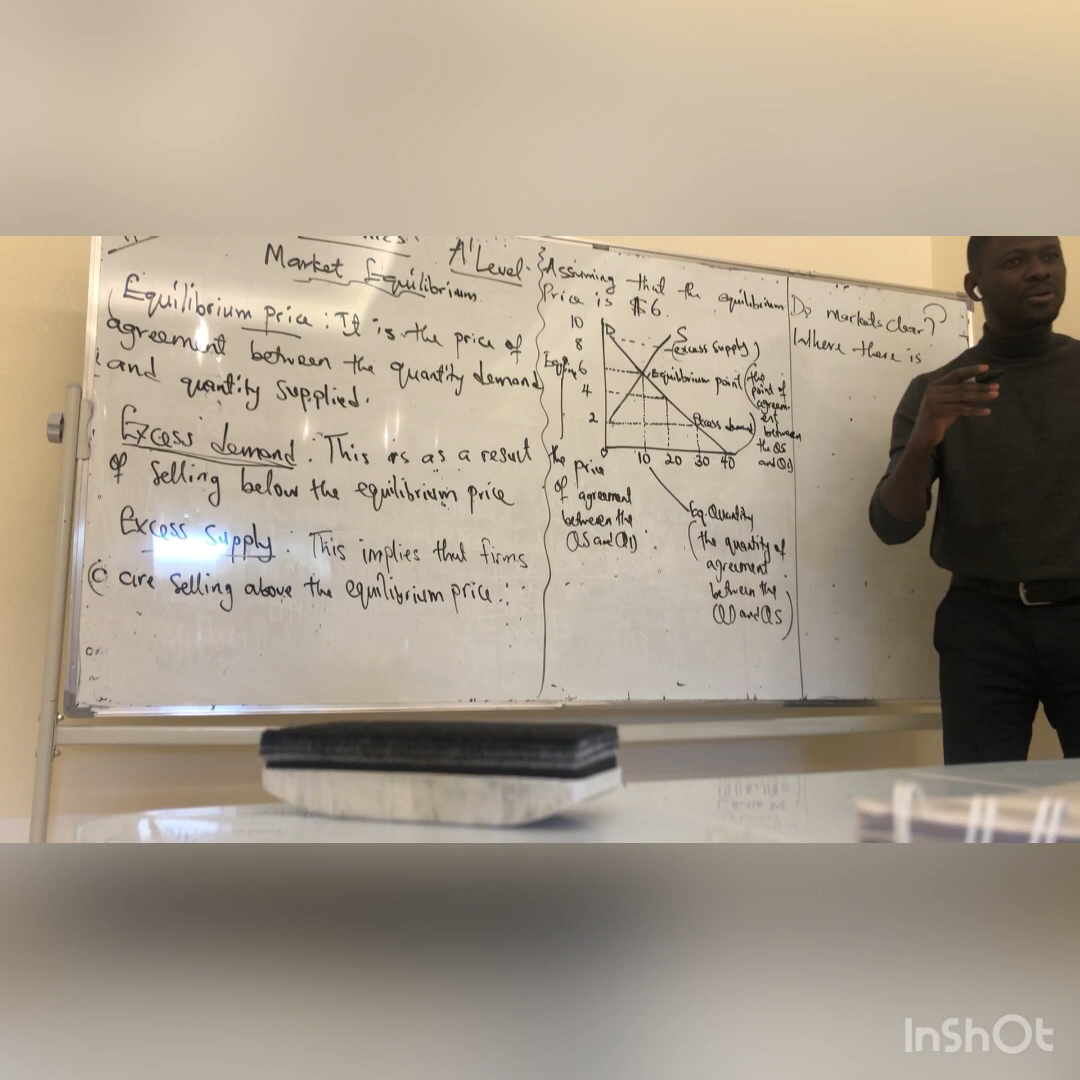 Market Equilibrium
A' Level.
Equilibrium price: It is the price of
agreement between the quantity demand
and quantity supplied.
Excess demand. This is as a result
of selling below the equilibrium price
Excess Supply. This implies that firms
are selling above the equilibrium price.
Assuming that the equilibrium
Price is $6.
10
8
6
4
2
D
S
(excess supply)
Equilibrium point (the
point of
agreem-
ent
between
the QS
and QD)
(Excess demand)
0 10 20 30 40
the price
of agreement
between the
QS and QD
Eq. Quantity
(the quantity of
agreement
between the
QD and QS)
Do markets clear?
Where there is
InShOt